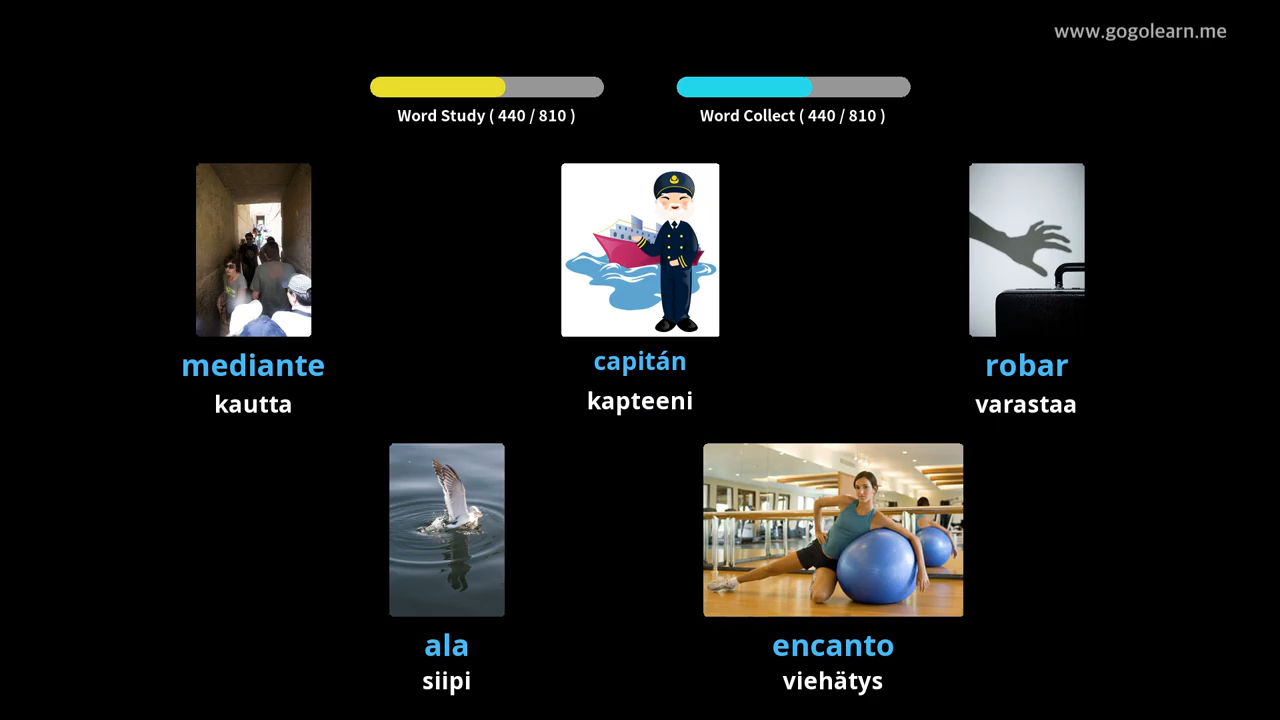 www.gogolearn.me
Word Study ( 440 / 810 )
Word Collect ( 440 / 810 )
mediante
kautta
capitán
kapteeni
robar
varastaa
ala
siipi
encanto
viehätys